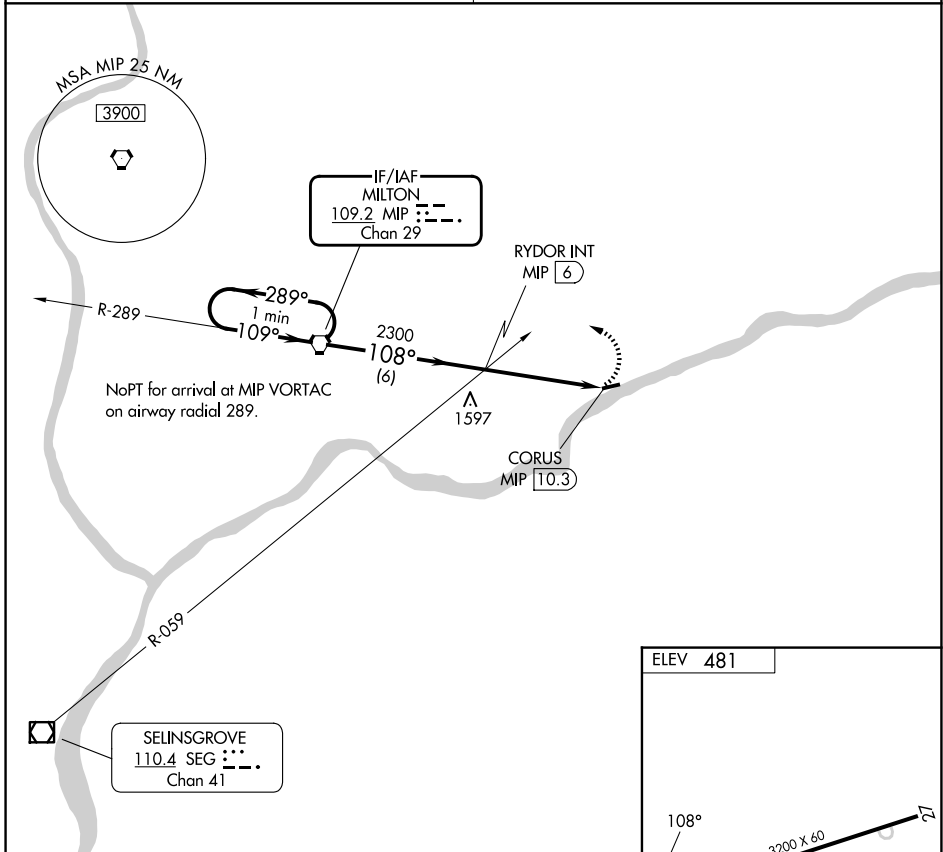 MSA MIP 25 NM
3900
IF/IAF
MILTON
109.2 MIP
Chan 29
RYDOR INT
MIP 6
R-289
289°
1 min
109°
2300
108°
(6)
NoPT for arrival at MIP VORTAC
on airway radial 289.
1597
CORUS
MIP 10.3
R-059
SELINSGROVE
110.4 SEG
Chan 41
ELEV 481
108°
3200 X 60
27